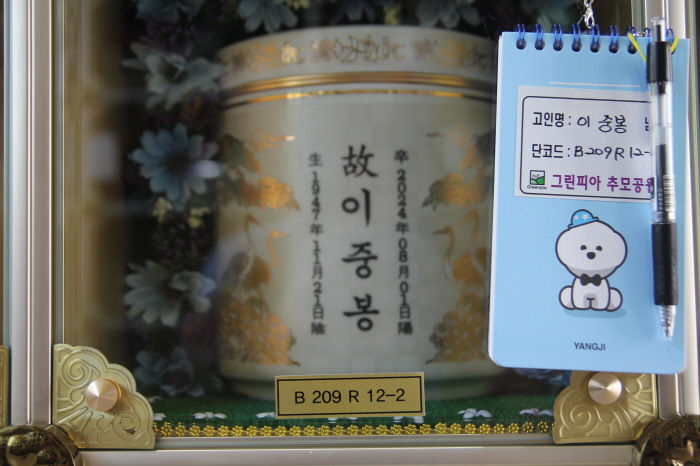 卒 2024年08月01日陽
故 이중봉
生 1947年11月21日陰
B 209 R 12-2
고인명: 이 중봉
단코드: B209R12-
Greenpia
그린피아 추모공원
YANGJI